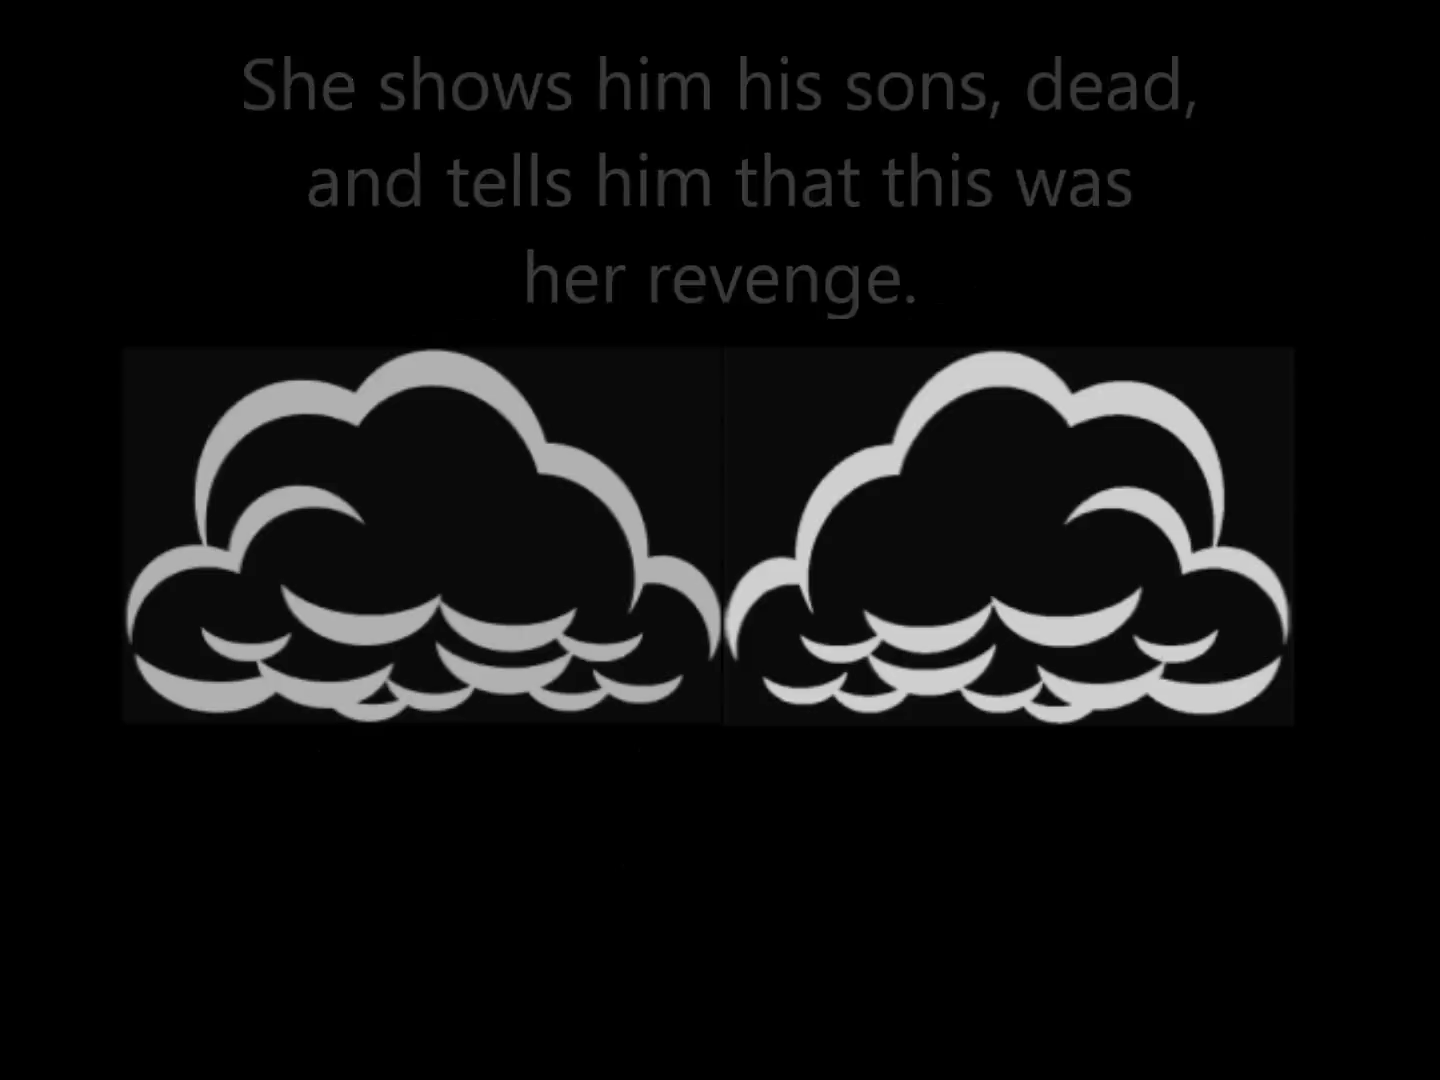 She shows him his sons, dead,
and tells him that this was
her revenge.